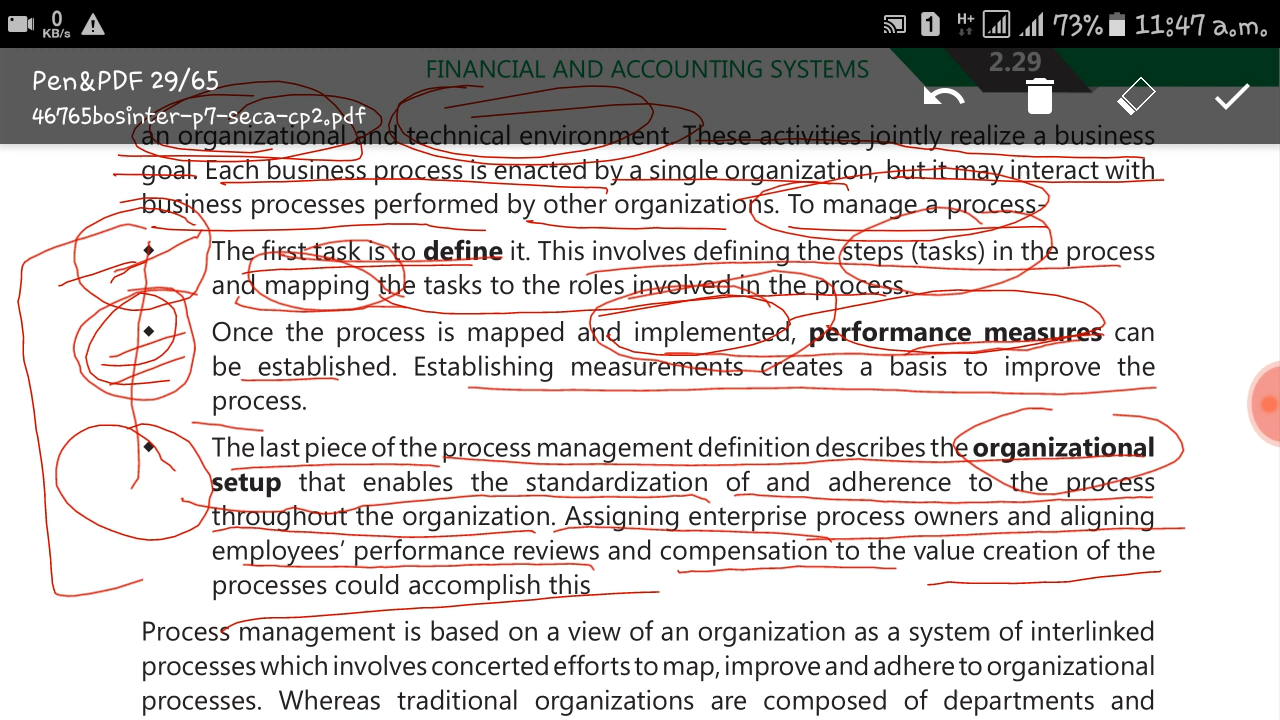 0 KB/s 1 H+ 73% 11:47 a.m.
FINANCIAL AND ACCOUNTING SYSTEMS 2.29
Pen&PDF 29/65
46765bosinter-p7-seca-cp2.pdf
an organizational and technical environment. These activities jointly realize a business
goal. Each business process is enacted by a single organization, but it may interact with
business processes performed by other organizations. To manage a process-
◆ The first task is to define it. This involves defining the steps (tasks) in the process
and mapping the tasks to the roles involved in the process.
◆ Once the process is mapped and implemented, performance measures can
be established. Establishing measurements creates a basis to improve the
process.
◆ The last piece of the process management definition describes the organizational
setup that enables the standardization of and adherence to the process
throughout the organization. Assigning enterprise process owners and aligning
employees’ performance reviews and compensation to the value creation of the
processes could accomplish this
Process management is based on a view of an organization as a system of interlinked
processes which involves concerted efforts to map, improve and adhere to organizational
processes. Whereas traditional organizations are composed of departments and